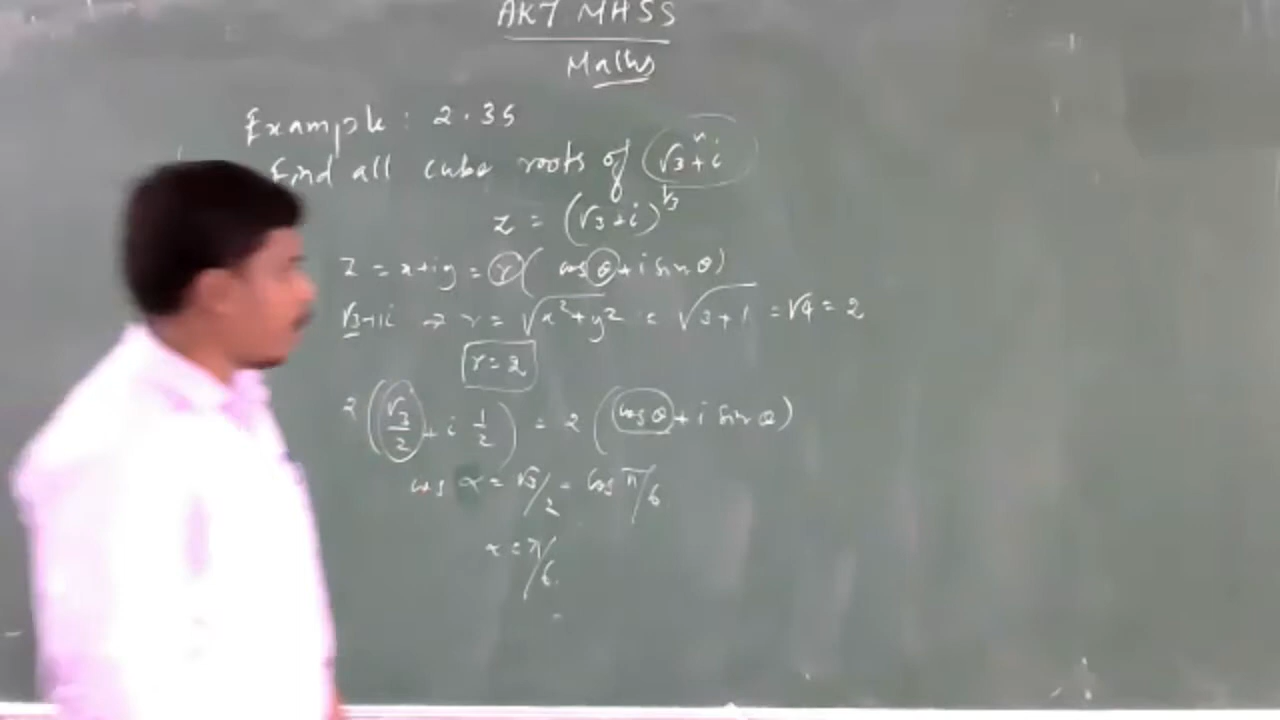 AKT MHSS
Maths
Example : 2.35
Find all cube roots of √3+i
z = (√3+i)^1/3
z = x+iy = r( cos θ+i sin θ)
√3+1i ⇒ r = √x²+y² = √3+1 = √4 = 2
r=2
2(√3/2 + i 1/2) = 2 (cos θ + i sin θ)
cos α = √3/2 = cos π/6
α = π/6